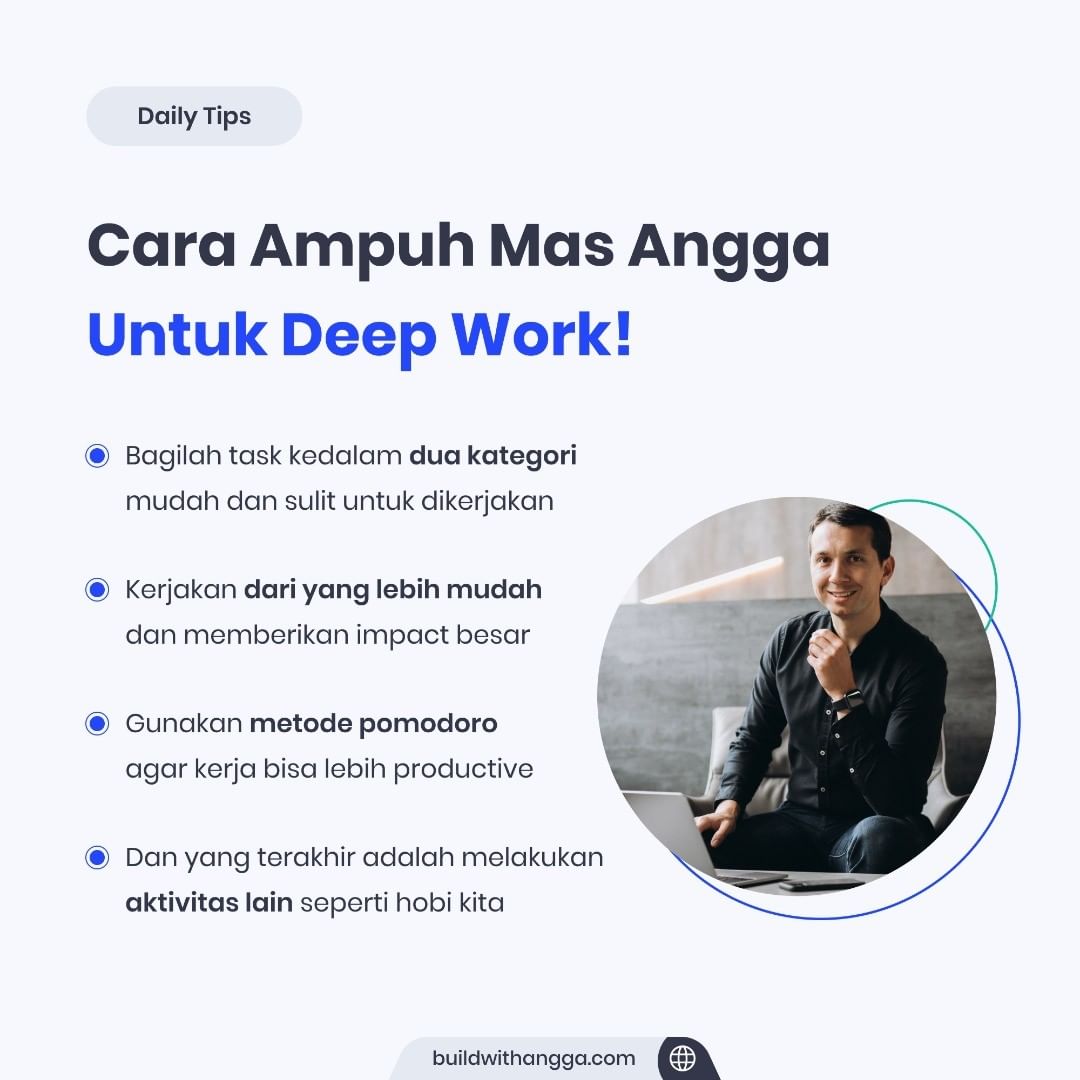 Daily Tips
Cara Ampuh Mas Angga
Untuk Deep Work!
Bagilah task kedalam dua kategori
mudah dan sulit untuk dikerjakan
Kerjakan dari yang lebih mudah
dan memberikan impact besar
Gunakan metode pomodoro
agar kerja bisa lebih productive
Dan yang terakhir adalah melakukan
aktivitas lain seperti hobi kita
buildwithangga.com